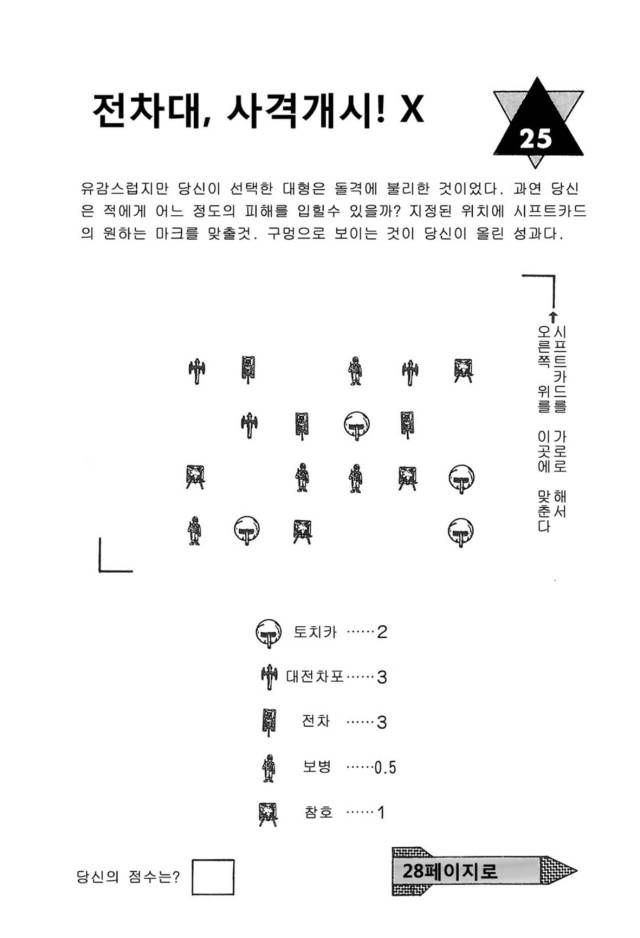 전차대, 사격개시! X
25
유감스럽지만 당신이 선택한 대형은 돌격에 불리한 것이었다. 과연 당신
은 적에게 어느 정도의 피해를 입힐수 있을까? 지정된 위치에 시프트카드
의 원하는 마크를 맞출것. 구멍으로 보이는 것이 당신이 올린 성과다.
시프트카드를 가로로 해서
오른쪽 위를 이곳에 맞춘다
토치카 ……2
대전차포……3
전차 ……3
보병 ……0.5
참호 ……1
당신의 점수는?
28페이지로